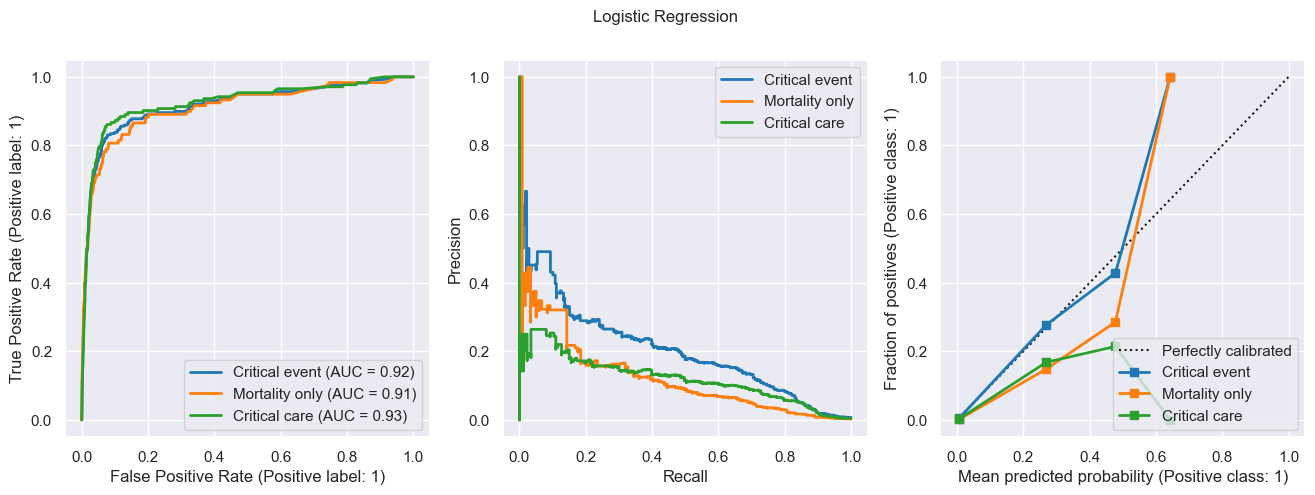 Logistic Regression
True Positive Rate (Positive label: 1)
1.0
0.8
0.6
0.4
0.2
0.0
Critical event (AUC = 0.92)
Mortality only (AUC = 0.91)
Critical care (AUC = 0.93)
0.0 0.2 0.4 0.6 0.8 1.0
False Positive Rate (Positive label: 1)
Precision
1.0
0.8
0.6
0.4
0.2
0.0
Critical event
Mortality only
Critical care
0.0 0.2 0.4 0.6 0.8 1.0
Recall
Fraction of positives (Positive class: 1)
1.0
0.8
0.6
0.4
0.2
0.0
Perfectly calibrated
Critical event
Mortality only
Critical care
0.0 0.2 0.4 0.6 0.8 1.0
Mean predicted probability (Positive class: 1)